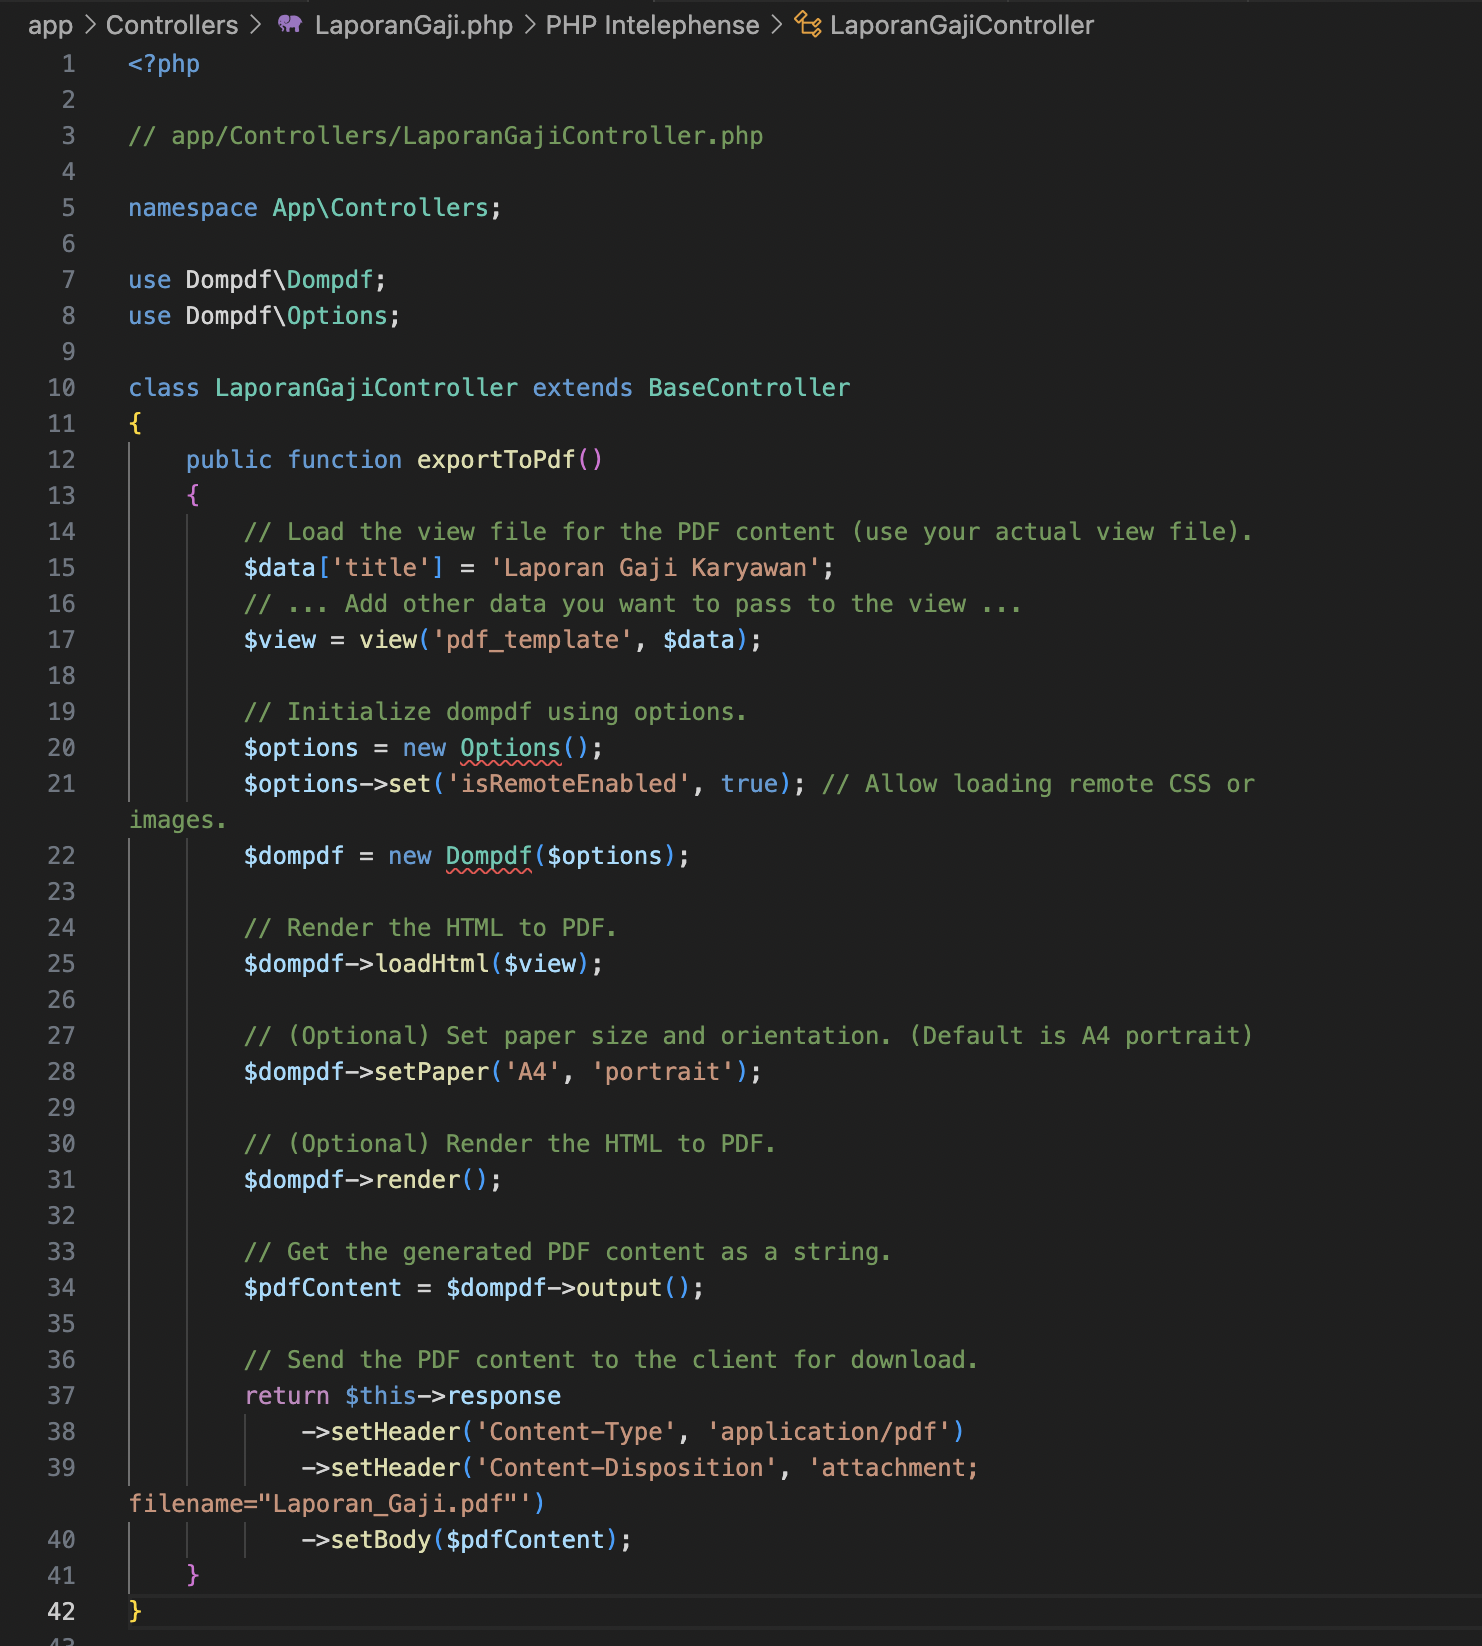 app > Controllers > LaporanGaji.php > PHP Intelephense > LaporanGajiController
1 <?php
2
3 // app/Controllers/LaporanGajiController.php
4
5 namespace App\Controllers;
6
7 use Dompdf\Dompdf;
8 use Dompdf\Options;
9
10 class LaporanGajiController extends BaseController
11 {
12     public function exportToPdf()
13     {
14         // Load the view file for the PDF content (use your actual view file).
15         $data['title'] = 'Laporan Gaji Karyawan';
16         // ... Add other data you want to pass to the view ...
17         $view = view('pdf_template', $data);
18
19         // Initialize dompdf using options.
20         $options = new Options();
21         $options->set('isRemoteEnabled', true); // Allow loading remote CSS or
images.
22         $dompdf = new Dompdf($options);
23
24         // Render the HTML to PDF.
25         $dompdf->loadHtml($view);
26
27         // (Optional) Set paper size and orientation. (Default is A4 portrait)
28         $dompdf->setPaper('A4', 'portrait');
29
30         // (Optional) Render the HTML to PDF.
31         $dompdf->render();
32
33         // Get the generated PDF content as a string.
34         $pdfContent = $dompdf->output();
35
36         // Send the PDF content to the client for download.
37         return $this->response
38             ->setHeader('Content-Type', 'application/pdf')
39             ->setHeader('Content-Disposition', 'attachment;
filename="Laporan_Gaji.pdf"')
40             ->setBody($pdfContent);
41     }
42 }
43